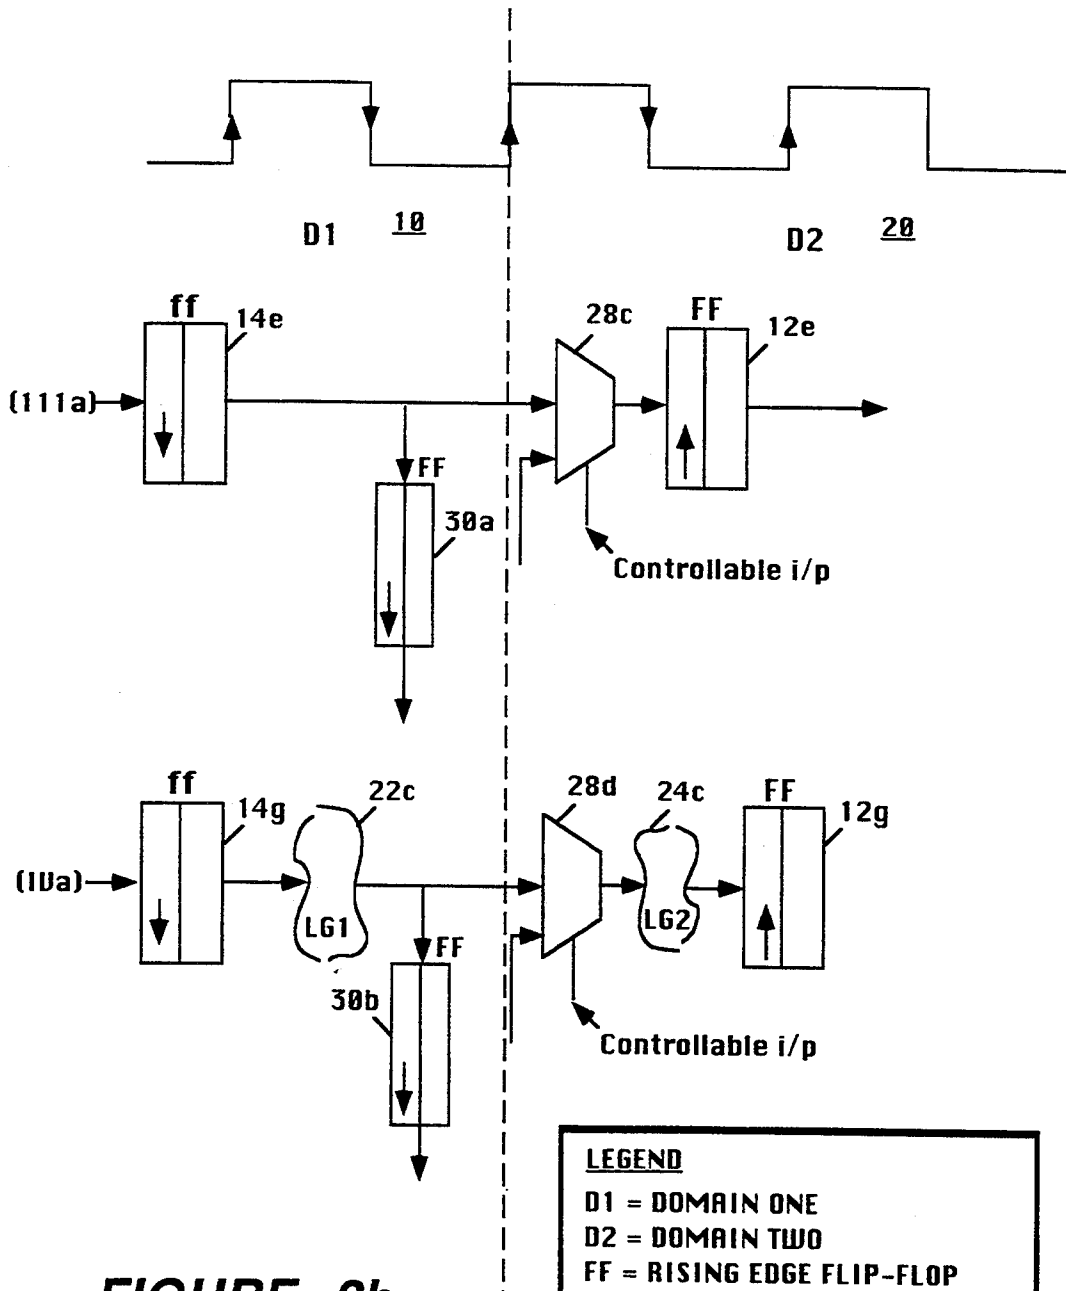 D1 10 D2 20
ff 14e 28c FF 12e
(111a)
FF
30a
Controllable i/p
ff 14g 22c 28d 24c FF 12g
(IVa)
LG1 LG2
FF
30b
Controllable i/p
LEGEND
D1 = DOMAIN ONE
D2 = DOMAIN TWO
FF = RISING EDGE FLIP-FLOP
FIGURE